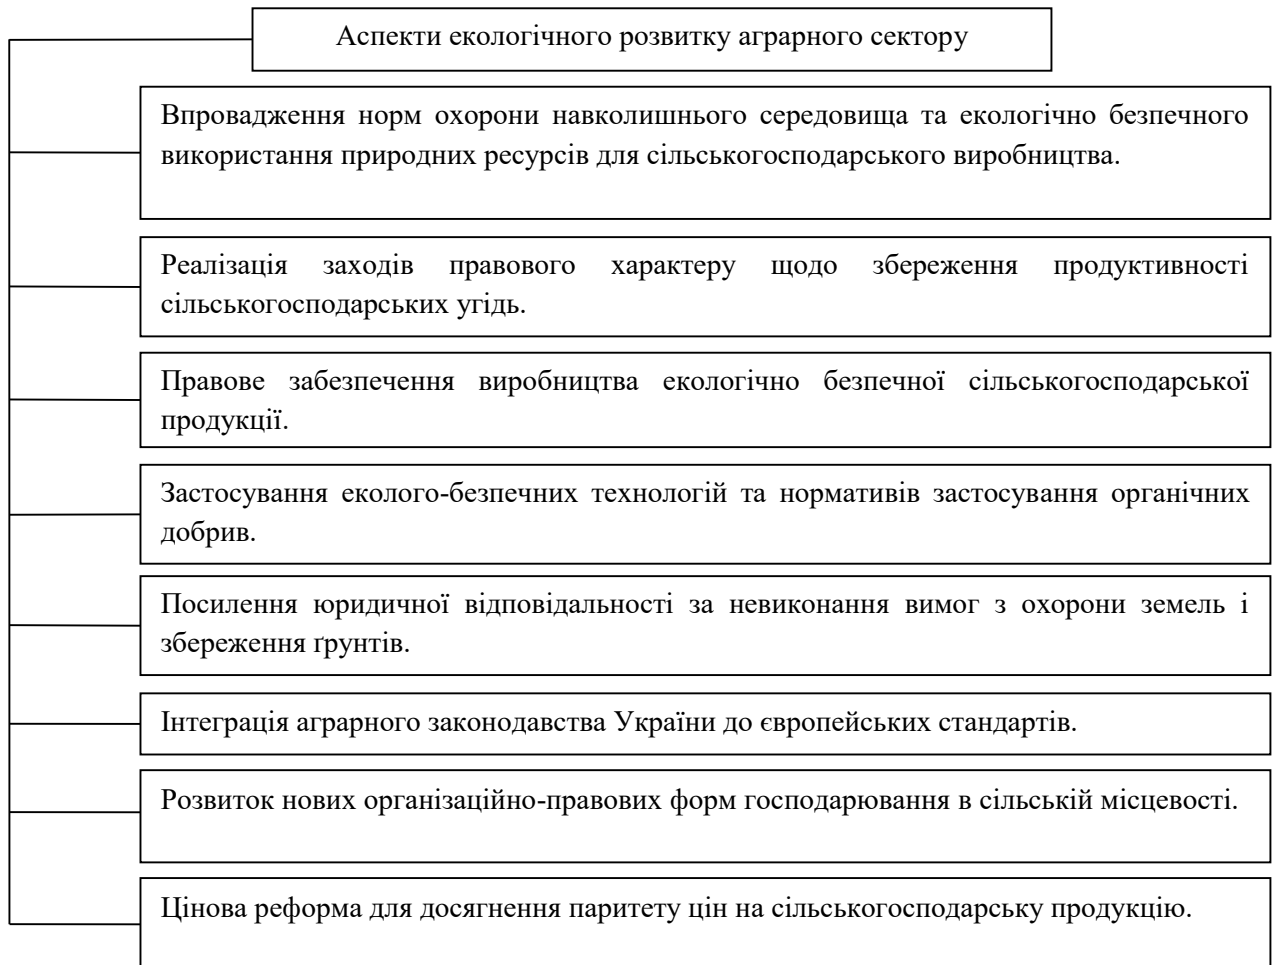 Аспекти екологічного розвитку аграрного сектору
Впровадження норм охорони навколишнього середовища та екологічно безпечного
використання природних ресурсів для сільськогосподарського виробництва.
Реалізація заходів правового характеру щодо збереження продуктивності
сільськогосподарських угідь.
Правове забезпечення виробництва екологічно безпечної сільськогосподарської
продукції.
Застосування еколого-безпечних технологій та нормативів застосування органічних
добрив.
Посилення юридичної відповідальності за невиконання вимог з охорони земель і
збереження ґрунтів.
Інтеграція аграрного законодавства України до європейських стандартів.
Розвиток нових організаційно-правових форм господарювання в сільській місцевості.
Цінова реформа для досягнення паритету цін на сільськогосподарську продукцію.